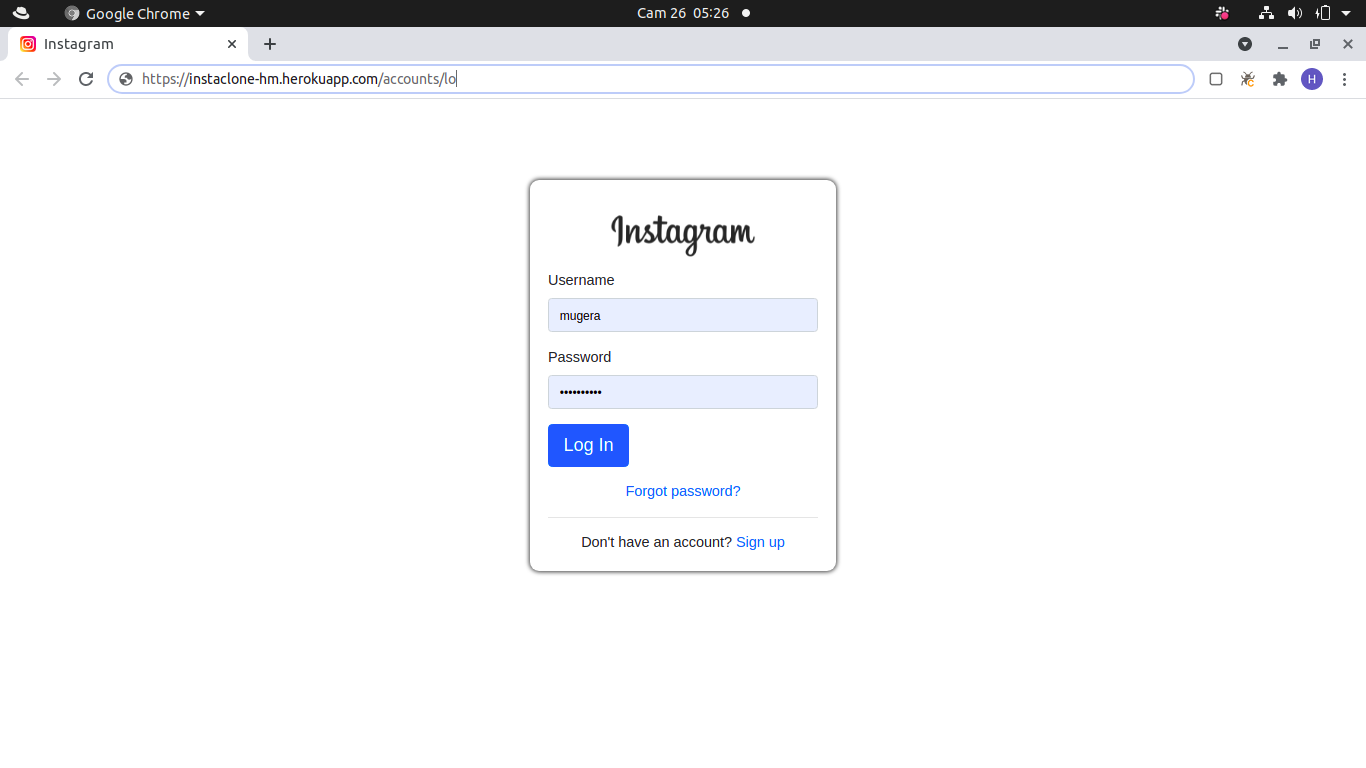 Google Chrome
Cam 26 05:26
Instagram
https://instaclone-hm.herokuapp.com/accounts/lo
H
Instagram
Username
mugera
Password
••••••••••
Log In
Forgot password?
Don't have an account? Sign up